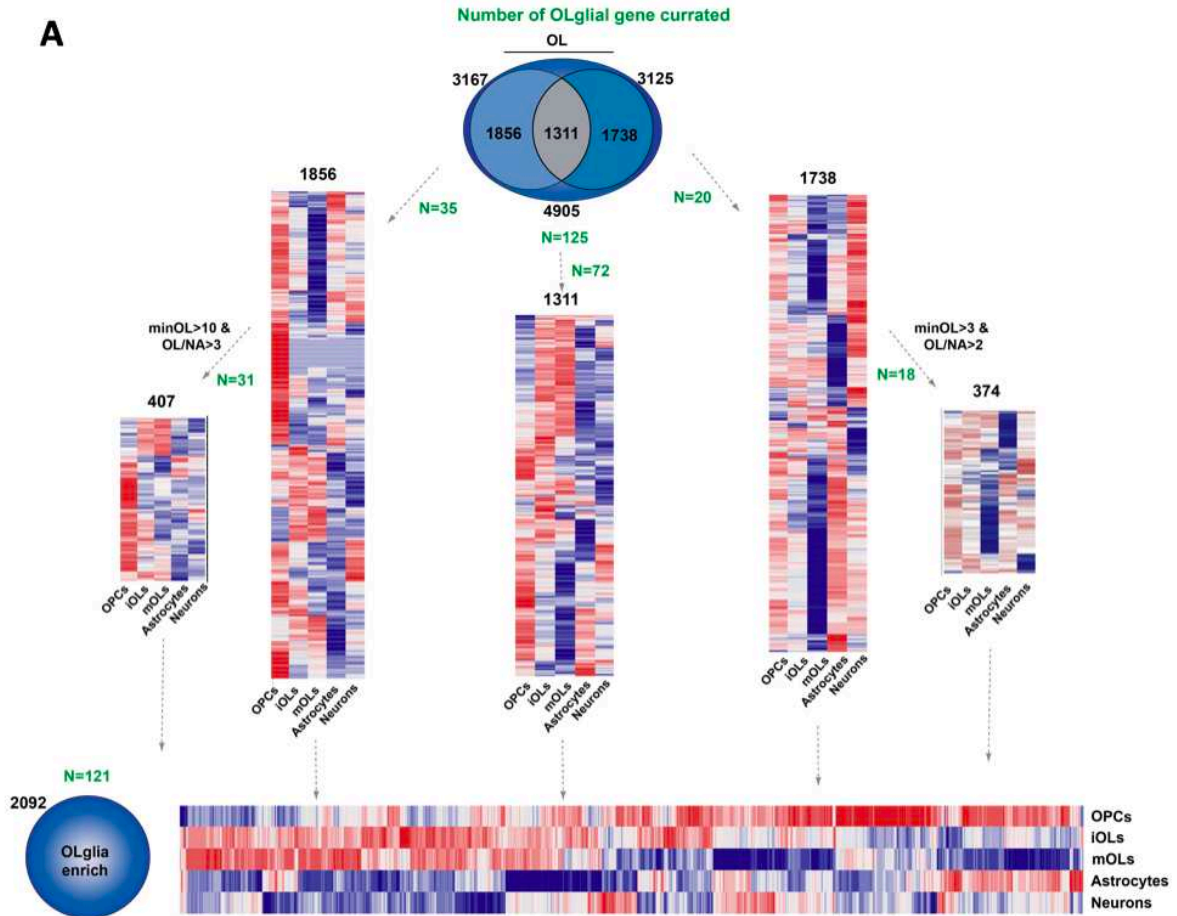 A
Number of OLglial gene currated
OL
3167
3125
1856
1311
1738
4905
1856
N=35
N=125
N=20
1738
N=72
1311
minOL>10 &
OL/NA>3
N=31
407
minOL>3 &
OL/NA>2
N=18
374
OPCs
iOLs
mOLs
Astrocytes
Neurons
OPCs
iOLs
mOLs
Astrocytes
Neurons
OPCs
iOLs
mOLs
Astrocytes
Neurons
OPCs
iOLs
mOLs
Astrocytes
Neurons
OPCs
iOLs
mOLs
Astrocytes
Neurons
N=121
2092
OLglia
enrich
OPCs
iOLs
mOLs
Astrocytes
Neurons